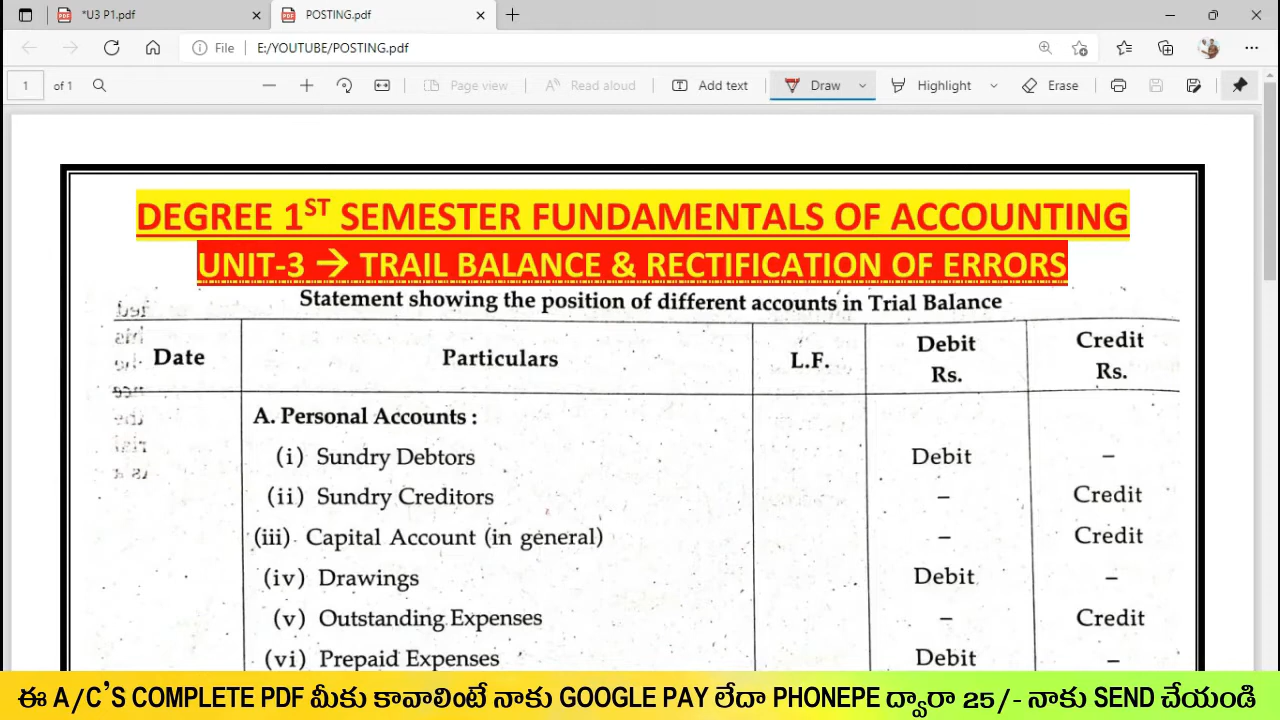 *U3 P1.pdf
POSTING.pdf
File E:/YOUTUBE/POSTING.pdf
1 of 1 Page view Read aloud Add text Draw Highlight Erase
DEGREE 1ST SEMESTER FUNDAMENTALS OF ACCOUNTING
UNIT-3 → TRAIL BALANCE & RECTIFICATION OF ERRORS
Statement showing the position of different accounts in Trial Balance
Date Particulars L.F. Debit Rs. Credit Rs.
A. Personal Accounts :
(i) Sundry Debtors Debit –
(ii) Sundry Creditors – Credit
(iii) Capital Account (in general) – Credit
(iv) Drawings Debit –
(v) Outstanding Expenses – Credit
(vi) Prepaid Expenses Debit –
ఈ A/C'S COMPLETE PDF మీకు కావాలింటే నాకు GOOGLE PAY లేదా PHONEPE ద్వారా 25/- నాకు SEND చేయండి